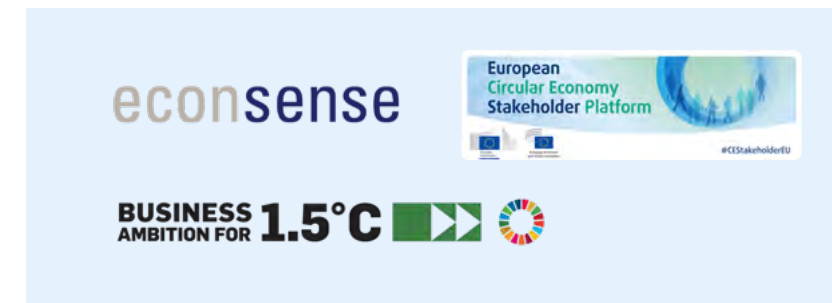 econsense
European
Circular Economy
Stakeholder Platform
#CEStakeholderEU
BUSINESS
AMBITION FOR
1.5°C